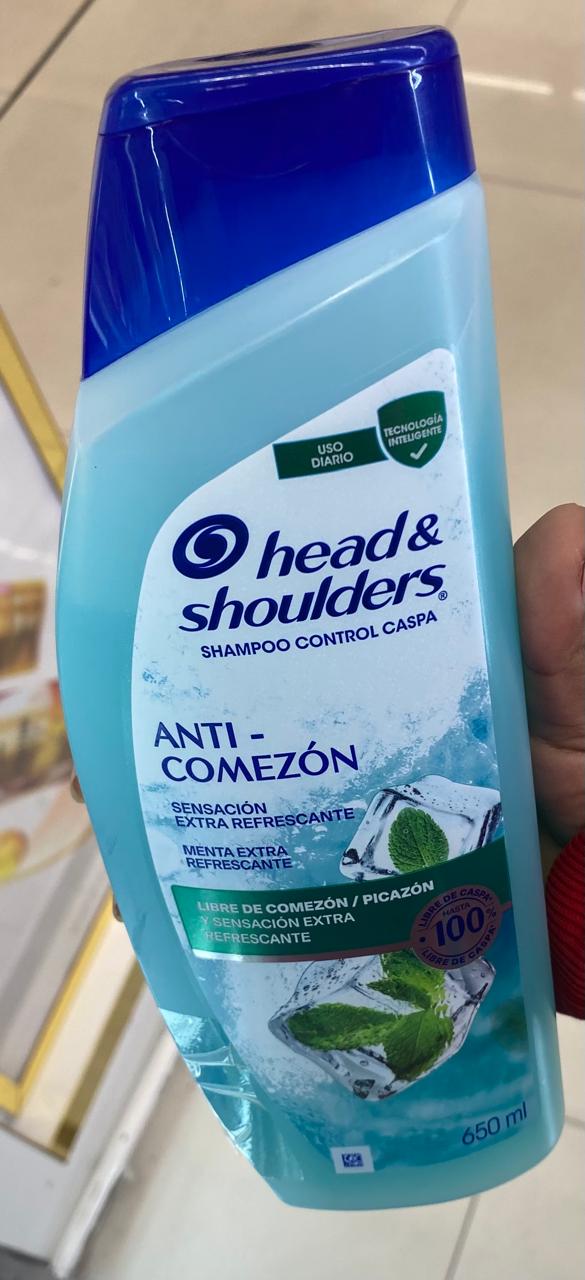 USO
DIARIO
TECNOLOGÍA
INTELIGENTE
head &
shoulders®
SHAMPOO CONTROL CASPA
ANTI -
COMEZÓN
SENSACIÓN
EXTRA REFRESCANTE
MENTA EXTRA
REFRESCANTE
LIBRE DE COMEZÓN / PICAZÓN
Y SENSACIÓN EXTRA
REFRESCANTE
LIBRE DE CASPA
HASTA
100%
LIBRE DE CASPA
650 ml